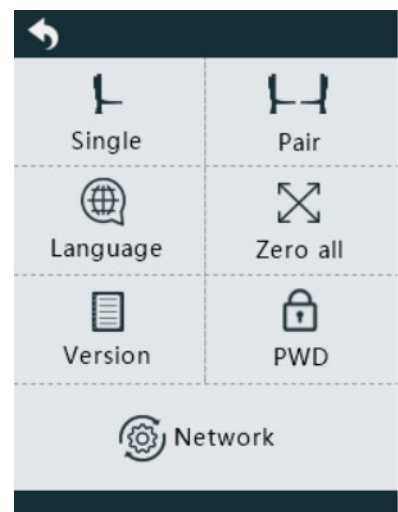 Single
Pair
Language
Zero all
Version
PWD
Network